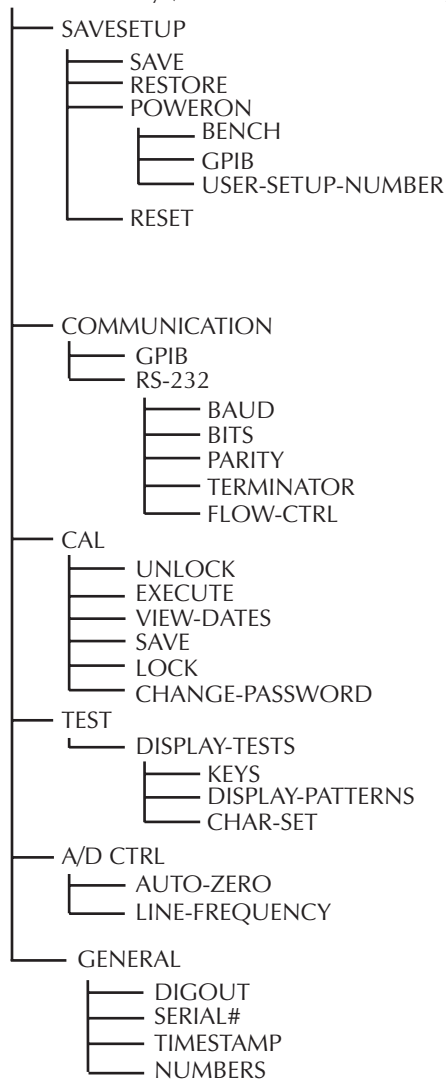 SAVESETUP
SAVE
RESTORE
POWERON
BENCH
GPIB
USER-SETUP-NUMBER
RESET
COMMUNICATION
GPIB
RS-232
BAUD
BITS
PARITY
TERMINATOR
FLOW-CTRL
CAL
UNLOCK
EXECUTE
VIEW-DATES
SAVE
LOCK
CHANGE-PASSWORD
TEST
DISPLAY-TESTS
KEYS
DISPLAY-PATTERNS
CHAR-SET
A/D CTRL
AUTO-ZERO
LINE-FREQUENCY
GENERAL
DIGOUT
SERIAL#
TIMESTAMP
NUMBERS